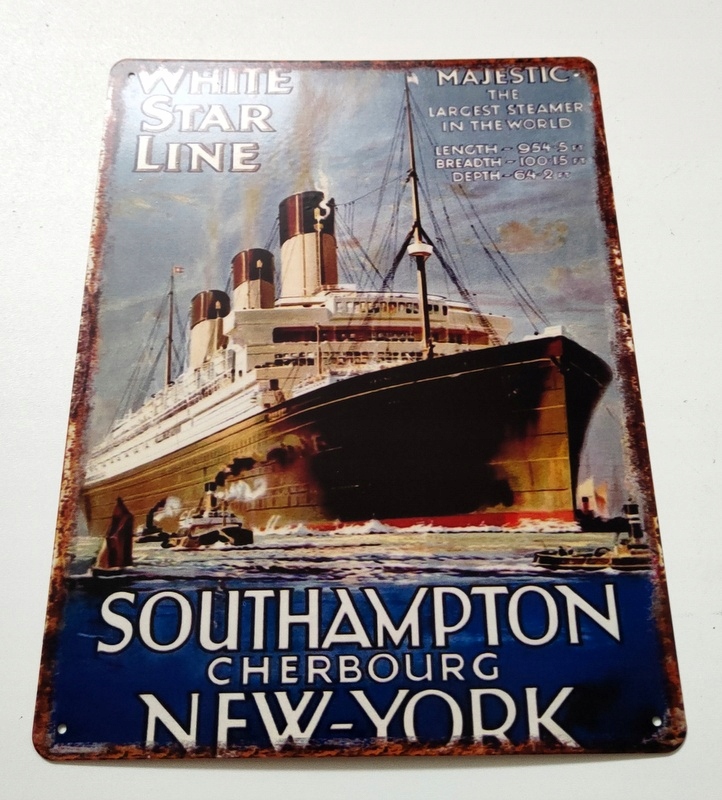 WHITE
STAR
LINE
MAJESTIC
THE
LARGEST STEAMER
IN THE WORLD
LENGTH - 954·5 FT
BREADTH - 100·15 FT
DEPTH - 64·2 FT
SOUTHAMPTON
CHERBOURG
NEW-YORK